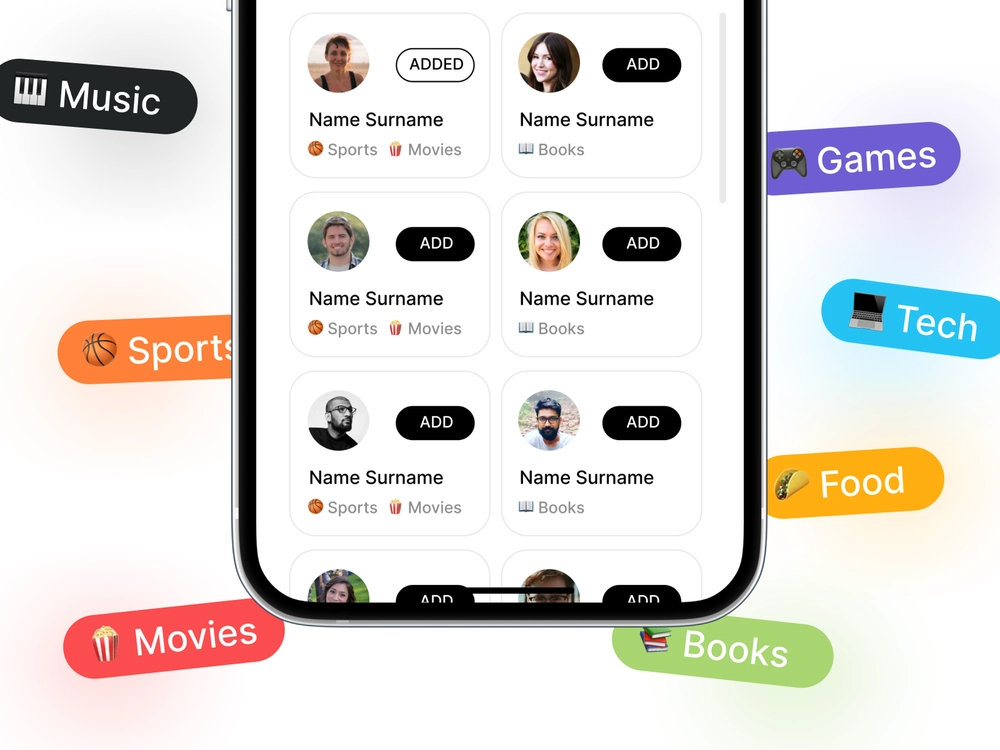 Music
ADDED
ADD
Name Surname
Name Surname
Sports Movies
Books
Games
ADD
ADD
Name Surname
Name Surname
Sports Movies
Books
Tech
Sports
ADD
ADD
Name Surname
Name Surname
Sports Movies
Books
Food
ADD
ADD
Movies
Books